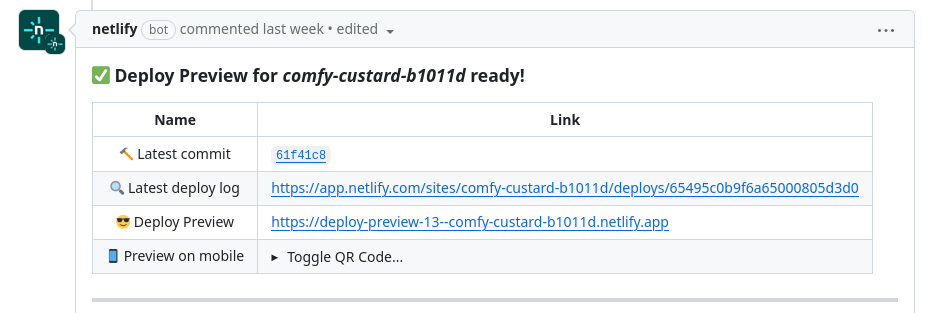 netlify bot commented last week • edited
✅ Deploy Preview for comfy-custard-b1011d ready!
Name Link
🔨 Latest commit 61f41c8
🔍 Latest deploy log https://app.netlify.com/sites/comfy-custard-b1011d/deploys/65495c0b9f6a65000805d3d0
😎 Deploy Preview https://deploy-preview-13--comfy-custard-b1011d.netlify.app
📱 Preview on mobile ▸ Toggle QR Code...